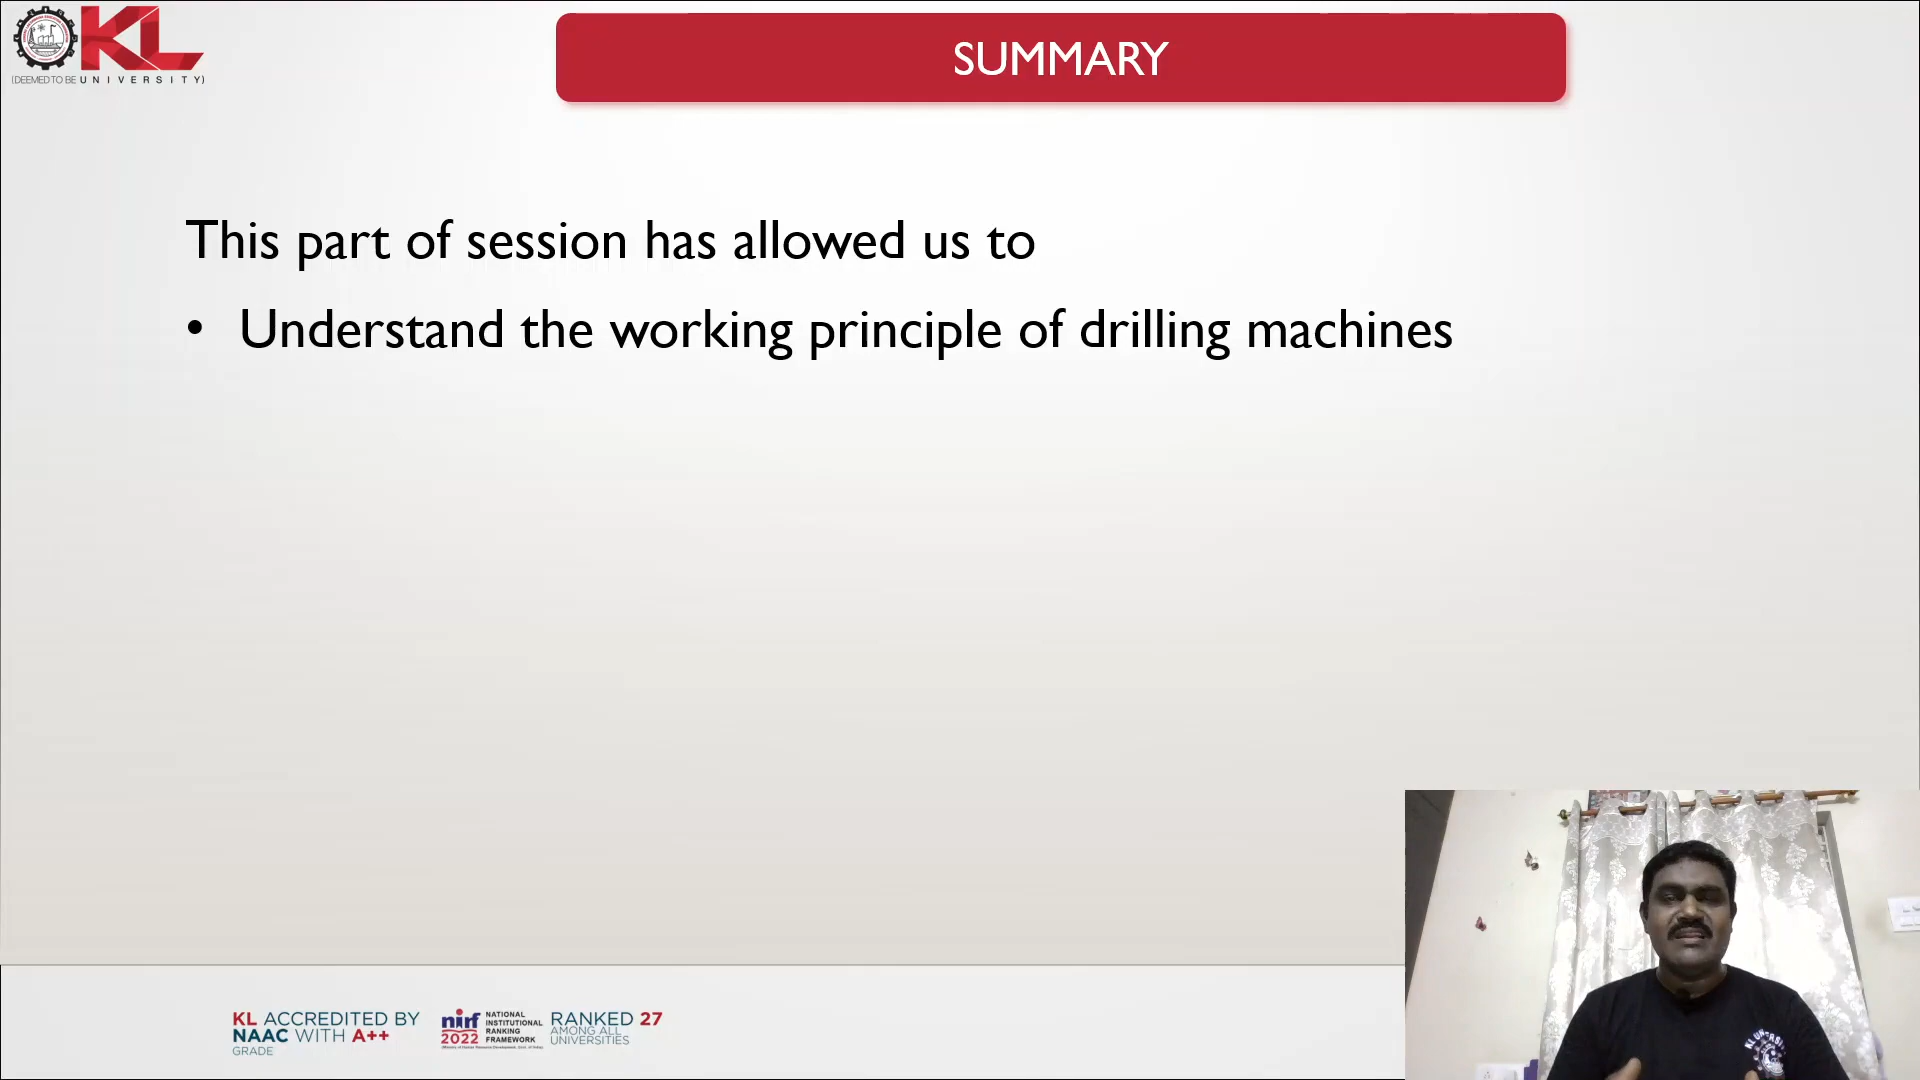 KL
(DEEMED TO BE UNIVERSITY)
SUMMARY
This part of session has allowed us to
• Understand the working principle of drilling machines
KL ACCREDITED BY
NAAC WITH A++
GRADE
nirf
2022
NATIONAL
INSTITUTIONAL
RANKING
FRAMEWORK
RANKED 27
AMONG ALL
UNIVERSITIES